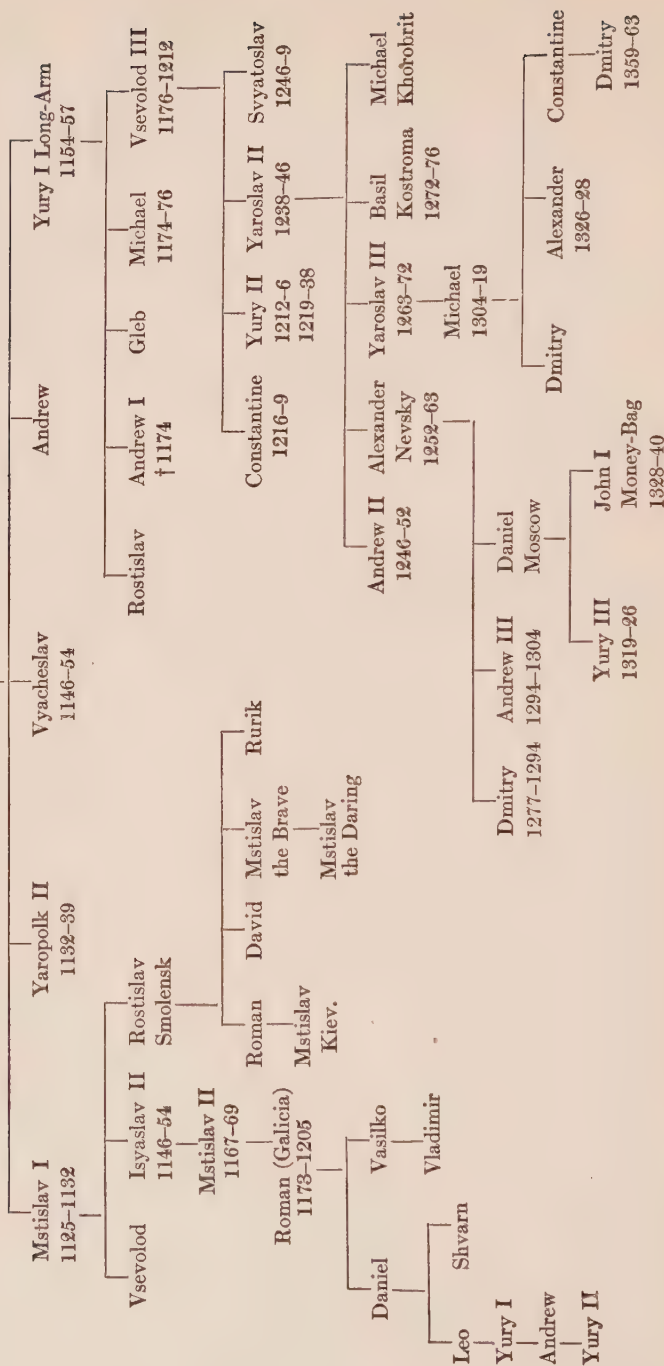 Mstislav I
1125–1132
Yaropolk II
1132–39
Vyacheslav
1146–54
Andrew
Yury I Long-Arm
1154–57
Vsevolod
Isyaslav II
1146–54
Rostislav
Smolensk
Rostislav
Andrew I
†1174
Gleb
Michael
1174–76
Vsevolod III
1176–1212
Mstislav II
1167–69
Roman
David
Mstislav
the Brave
Rurik
Constantine
1216–9
Yury II
1212–6
1219–38
Yaroslav II
1238–46
Svyatoslav
1246–9
Roman (Galicia)
1173–1205
Mstislav
Kiev.
Mstislav
the Daring
Andrew II
1246–52
Alexander
Nevsky
1252–63
Yaroslav III
1263–72
Basil
Kostroma
1272–76
Michael
Khorobrit
Daniel
Vasilko
Michael
1304–19
Leo
Shvarn
Vladimir
Dmitry
1277–1294
Andrew III
1294–1304
Daniel
Moscow
Dmitry
Alexander
1326–28
Constantine
Yury I
Andrew
Yury II
Yury III
1319–26
John I
Money-Bag
1328–40
Dmitry
1359–63